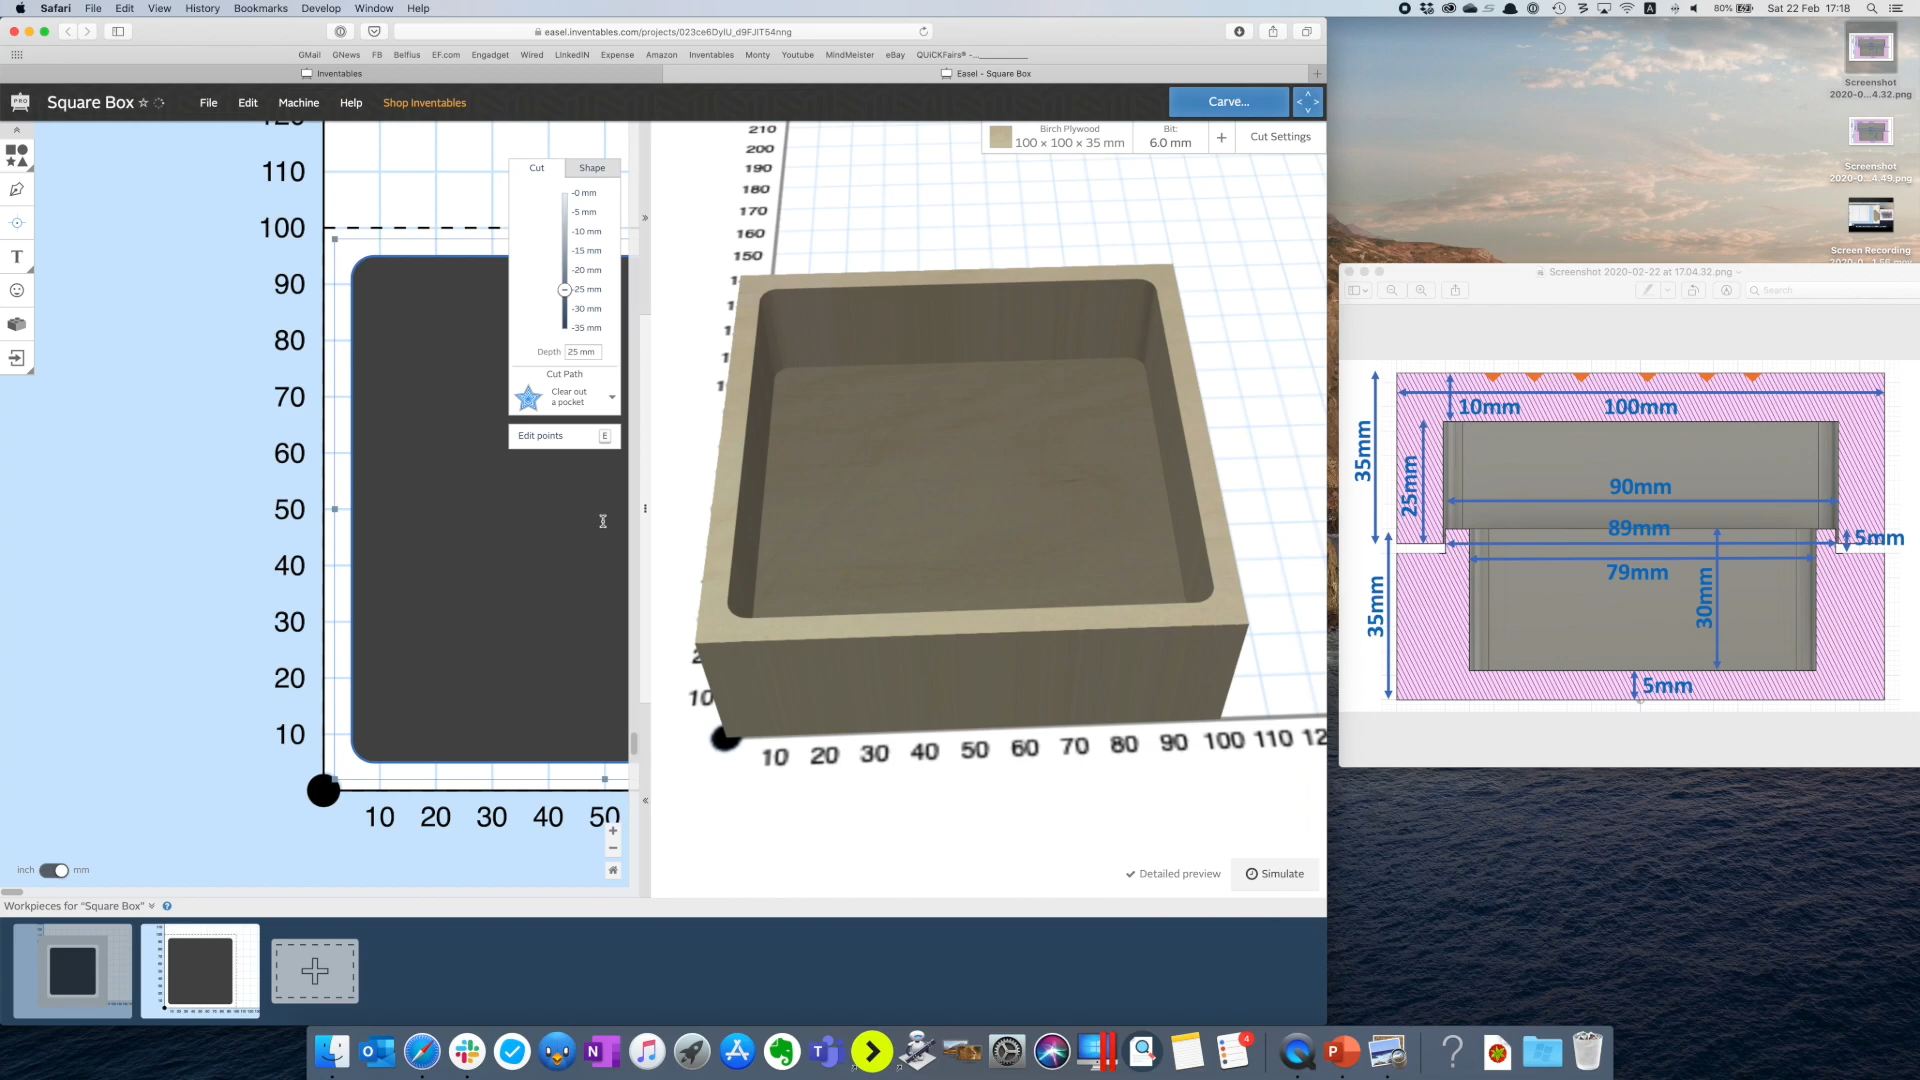 Safari File Edit View History Bookmarks Develop Window Help
80% Sat 22 Feb 17:18
easel.inventables.com/projects/023ce6DyIU_d9FJIT54nng
GMail GNews FB Belfius EF.com Engadget Wired LInkedIN Expense Amazon Inventables Monty Youtube MindMeister eBay QUiCKFairs® -...
Inventables
Easel - Square Box
PRO Square Box File Edit Machine Help Shop Inventables
Carve...
Birch Plywood
100 × 100 × 35 mm
Bit:
6.0 mm
Cut Settings
Cut Shape
-0 mm
-5 mm
-10 mm
-15 mm
-20 mm
-25 mm
-30 mm
-35 mm
Depth 25 mm
Cut Path
Clear out
a pocket
Edit points E
120
110
100
90
80
70
60
50
40
30
20
10
10 20 30 40 50
inch mm
210
200
190
180
170
160
150
10
10 20 30 40 50 60 70 80 90 100 110 12
Detailed preview
Simulate
Workpieces for "Square Box"
Screenshot
2020-0...4.32.png
Screenshot
2020-0...4.49.png
Screen Recording
Screenshot 2020-02-22 at 17.04.32.png
Search
10mm 100mm
35mm
25mm
90mm
89mm
5mm
79mm
35mm
30mm
5mm
4